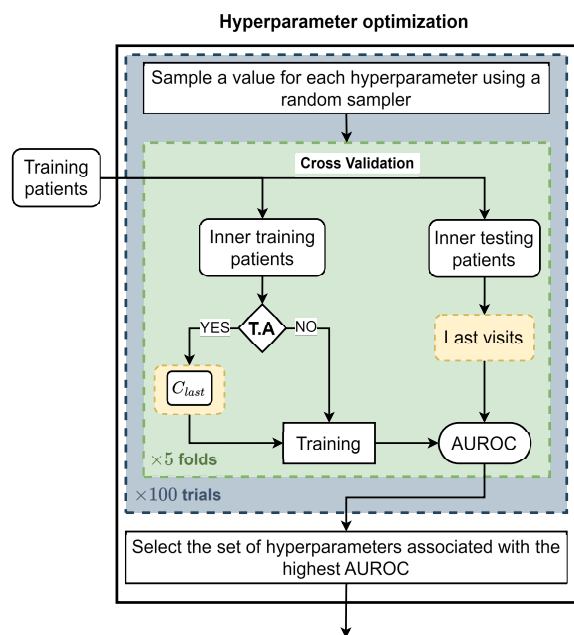 Hyperparameter optimization
Sample a value for each hyperparameter using a
random sampler
Cross Validation
Training
patients
Inner training
patients
Inner testing
patients
T.A
YES
NO
Last visits
C_{last}
Training
AUROC
×5 folds
×100 trials
Select the set of hyperparameters associated with the
highest AUROC